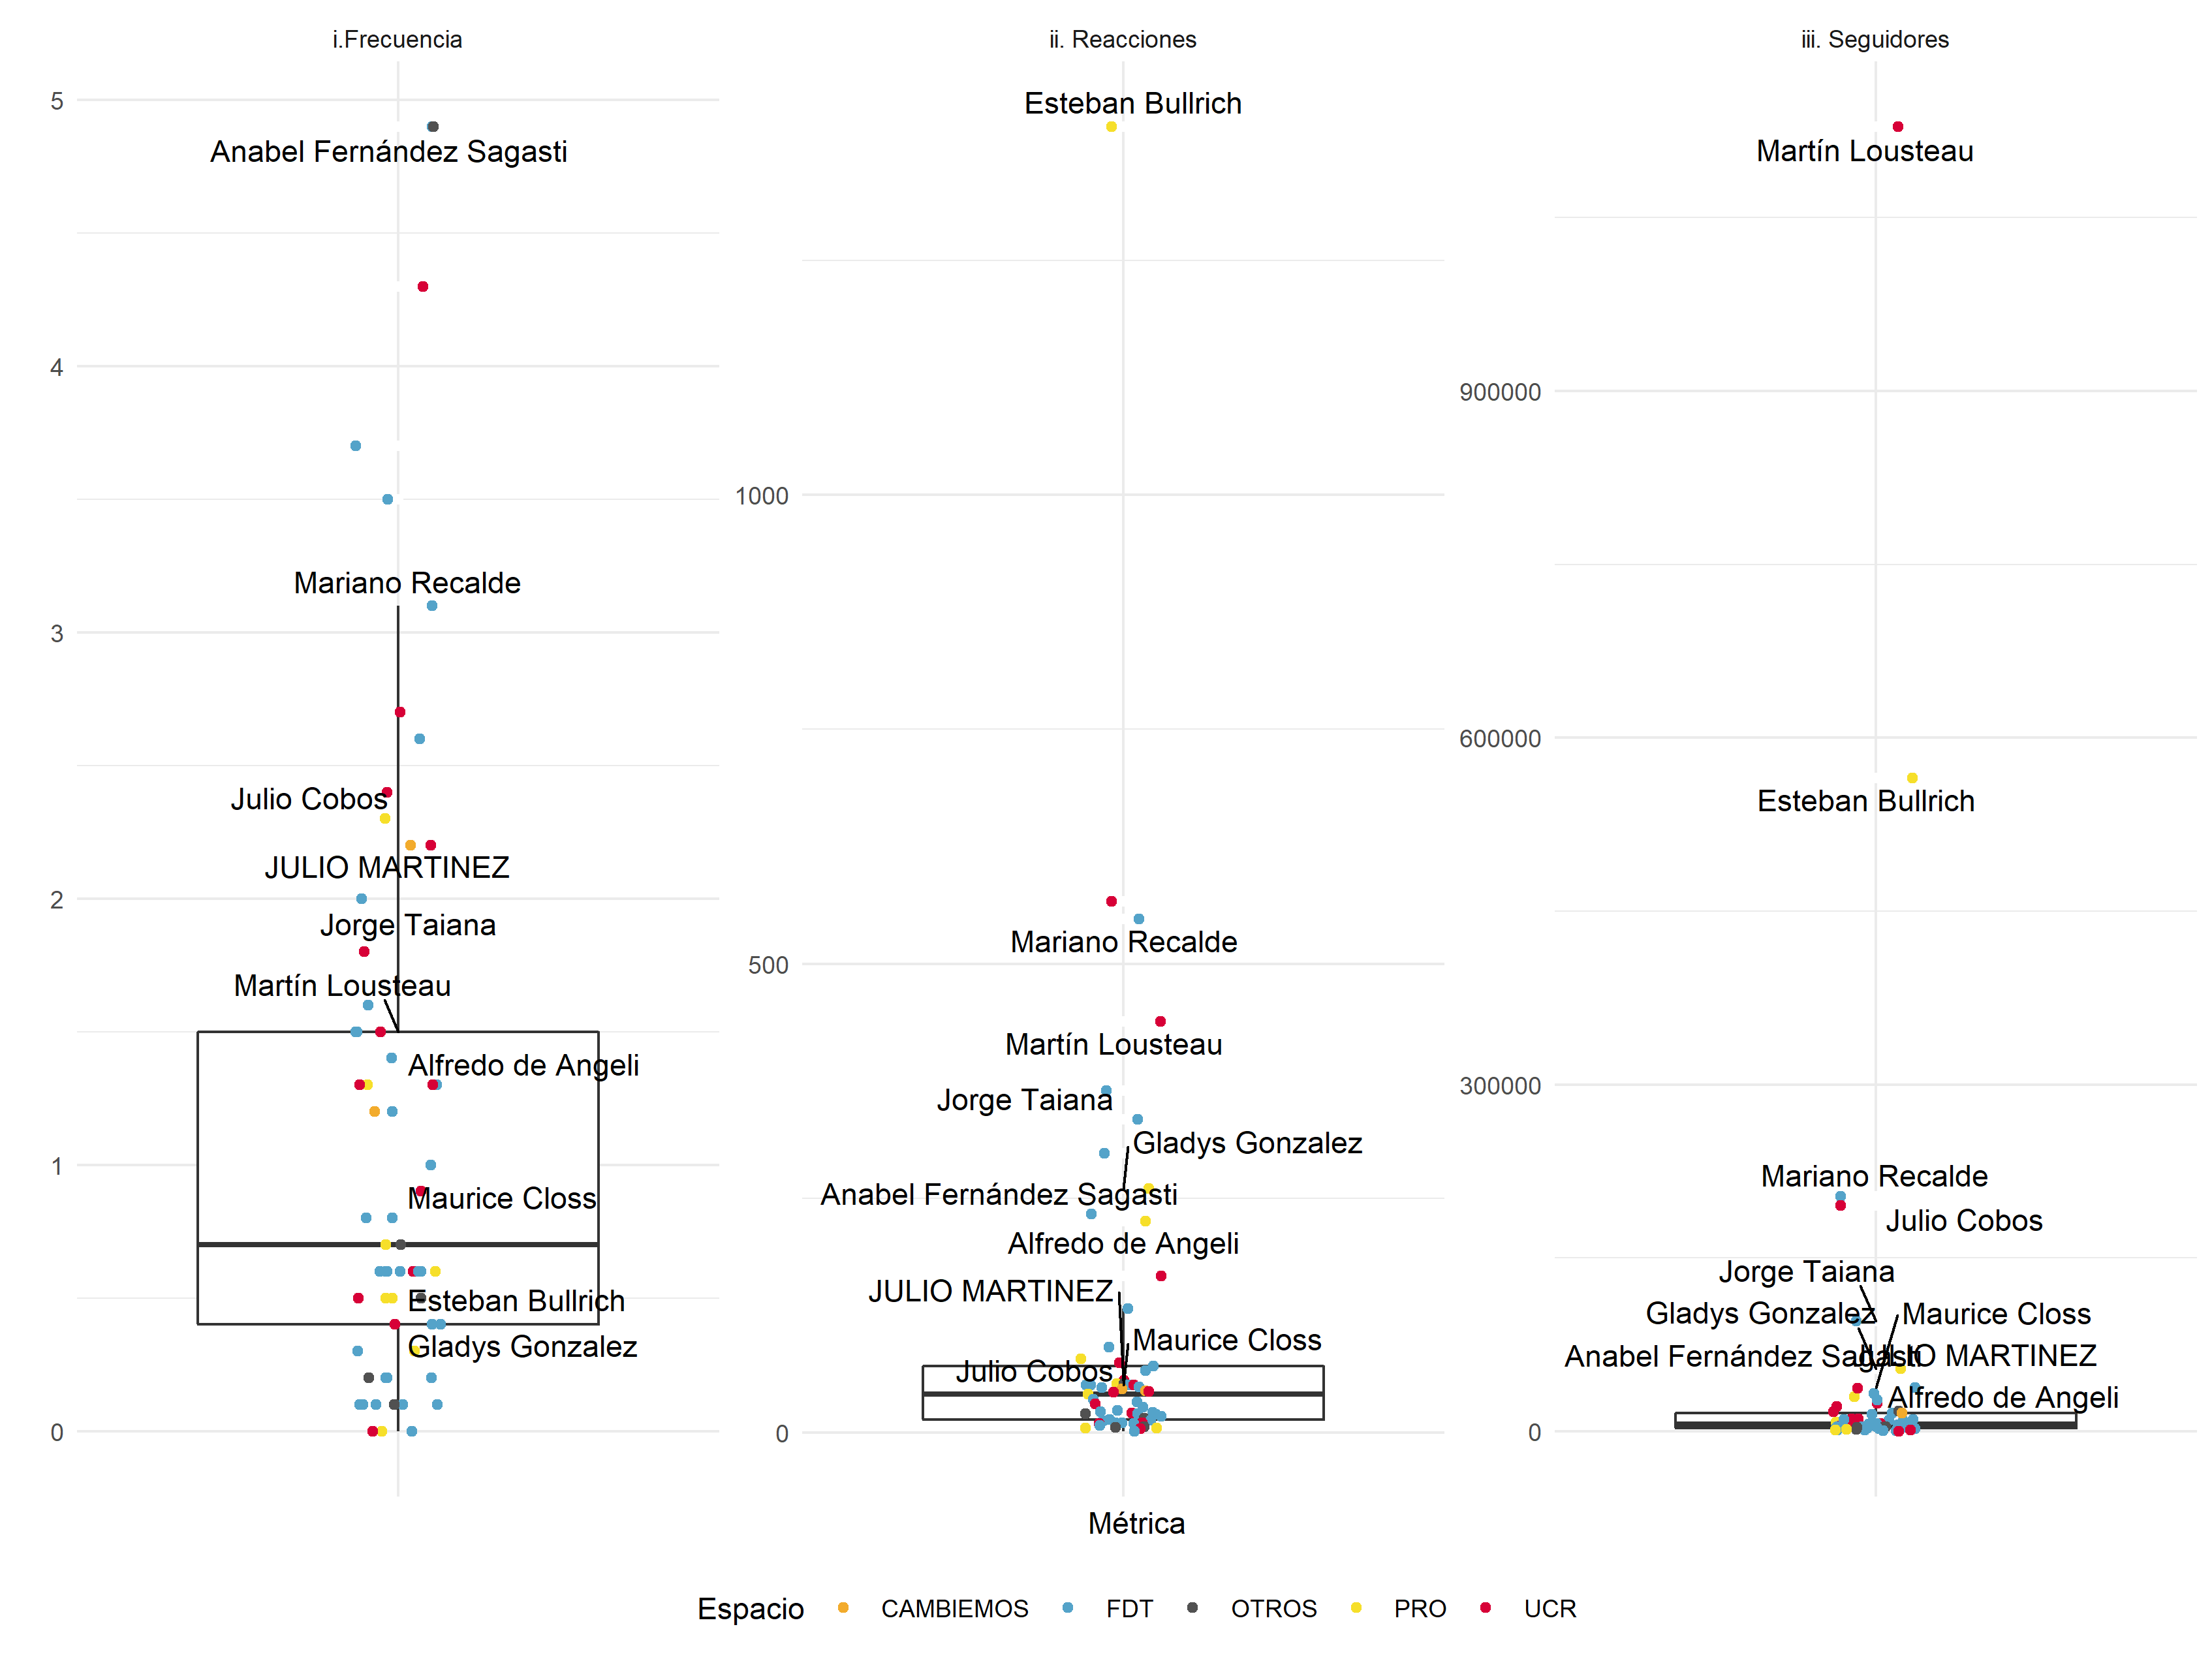 i.Frecuencia
ii. Reacciones
iii. Seguidores
5
4
3
2
1
0
Anabel Fernández Sagasti
Mariano Recalde
Julio Cobos
JULIO MARTINEZ
Jorge Taiana
Martín Lousteau
Alfredo de Angeli
Maurice Closs
Esteban Bullrich
Gladys Gonzalez
1000
500
0
Esteban Bullrich
Mariano Recalde
Martín Lousteau
Jorge Taiana
Gladys Gonzalez
Anabel Fernández Sagasti
Alfredo de Angeli
JULIO MARTINEZ
Maurice Closs
Julio Cobos
900000
600000
300000
0
Martín Lousteau
Esteban Bullrich
Mariano Recalde
Julio Cobos
Jorge Taiana
Gladys Gonzalez
Maurice Closs
Anabel Fernández Sagasti
JULIO MARTINEZ
Alfredo de Angeli
Métrica
Espacio CAMBIEMOS FDT OTROS PRO UCR